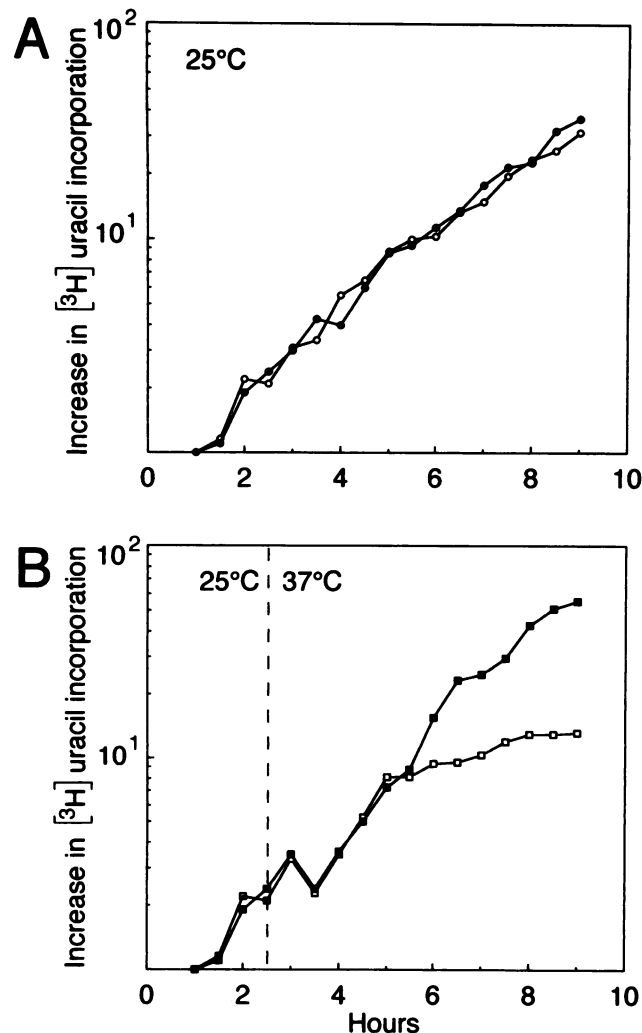 A
Increase in [³H] uracil incorporation
10²
10¹
25°C
0 2 4 6 8 10
B
Increase in [³H] uracil incorporation
10²
10¹
25°C 37°C
0 2 4 6 8 10
Hours